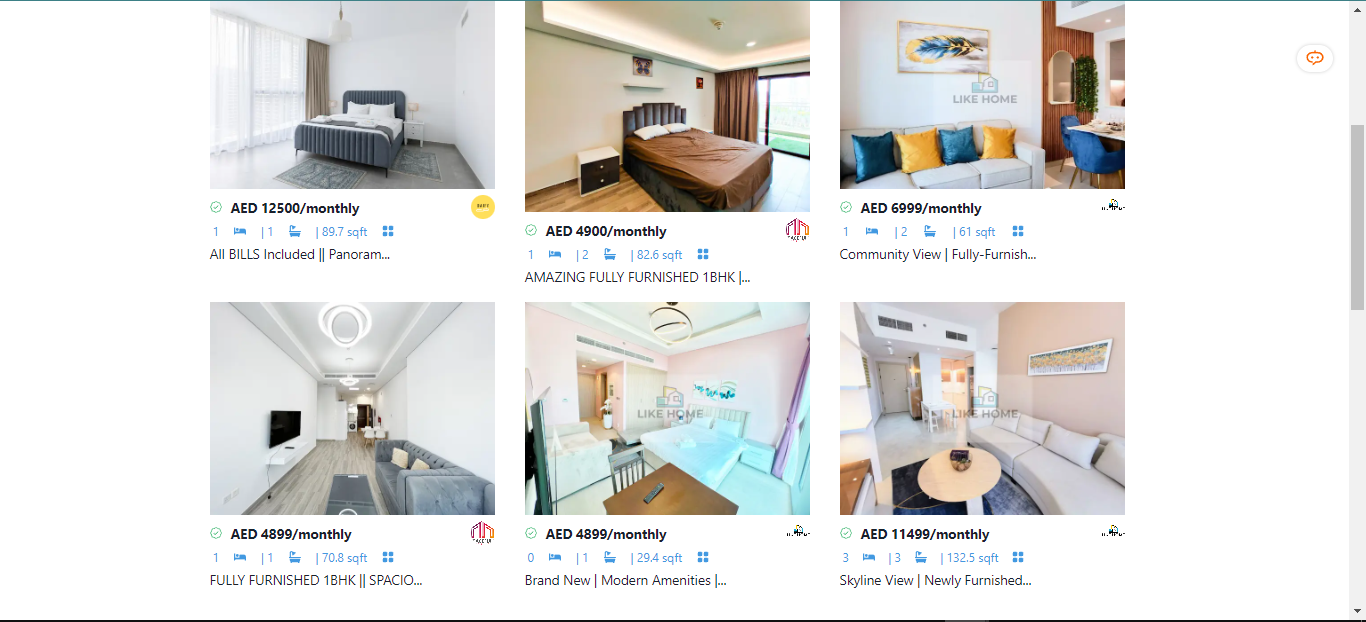 LIKE HOME
AED 12500/monthly
1 | 1 | 89.7 sqft
All BILLS Included || Panoram...
AED 4900/monthly
1 | 2 | 82.6 sqft
AMAZING FULLY FURNISHED 1BHK |...
AED 6999/monthly
1 | 2 | 61 sqft
Community View | Fully-Furnish...
LIKE HOME
LIKE HOME
AED 4899/monthly
1 | 1 | 70.8 sqft
FULLY FURNISHED 1BHK || SPACIO...
AED 4899/monthly
0 | 1 | 29.4 sqft
Brand New | Modern Amenities |...
AED 11499/monthly
3 | 3 | 132.5 sqft
Skyline View | Newly Furnished...